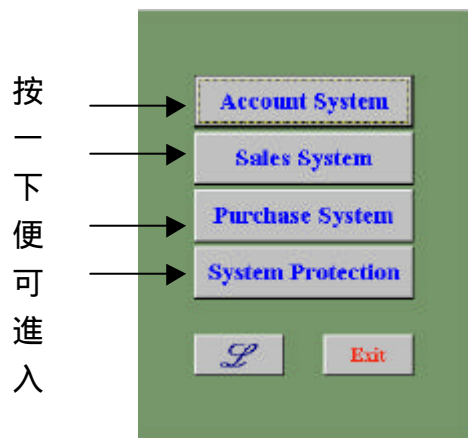 按一下便可進入
Account System
Sales System
Purchase System
System Protection
ℒ
Exit